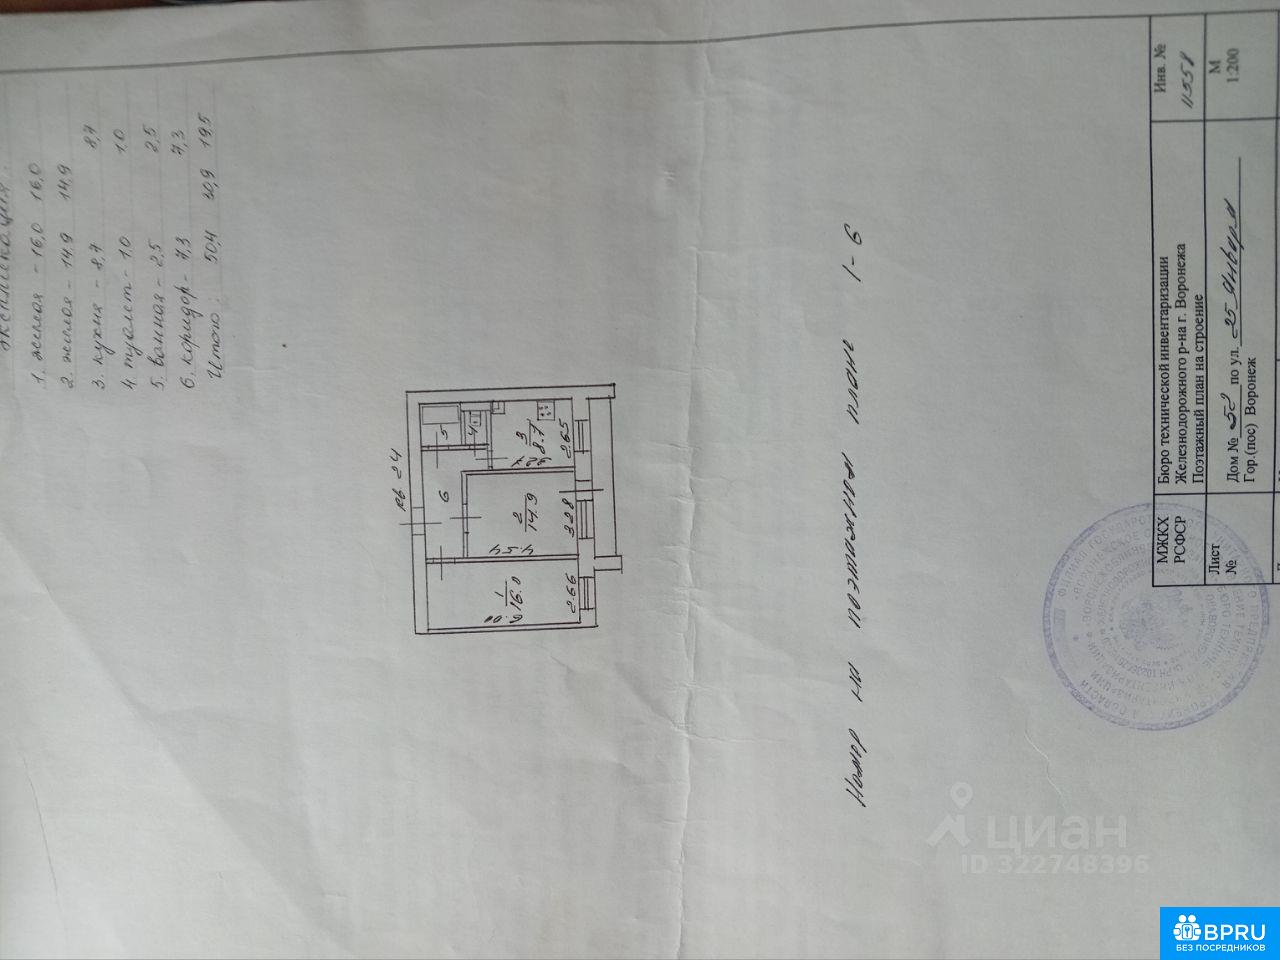 Экспликация:
1. жилая - 16,0 16,0
2. жилая - 14,9 14,9
3. кухня - 8,7 8,7
4. туалет - 1,0 1,0
5. ванная - 2,5 2,5
6. коридор - 7,3 7,3
Итого: 50,4 30,9 19,5
кв 24
6
5
4
3
8.7
2.65
2
14.9
4.54
3.28
1
16.0
6.00
2.66
Номер на поэтажном плане 1-6
МЖКХ
РСФСР
Бюро технической инвентаризации
Железнодорожного р-на г. Воронежа
Поэтажный план на строение
Инв. №
11551
Лист
№
Дом № 52 по ул. 25 Января
Гор.(пос) Воронеж
М
1:200
циан
ID 322748396
BPRU
БЕЗ ПОСРЕДНИКОВ